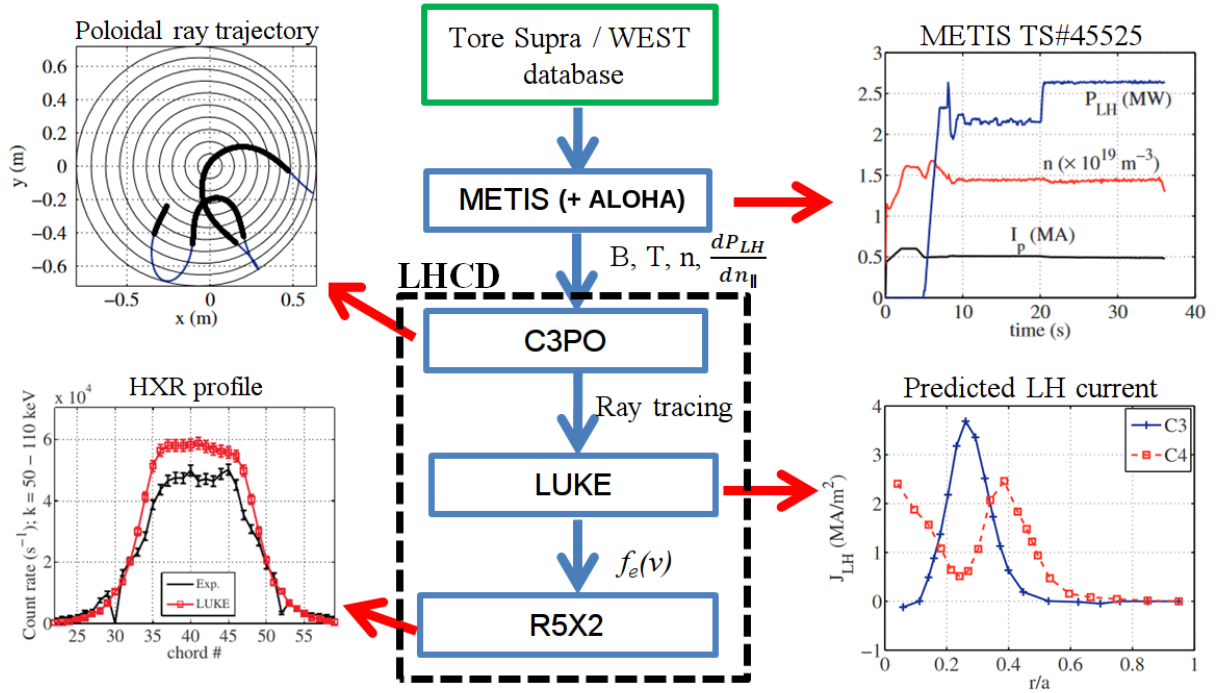 Poloidal ray trajectory
y (m)
0.6
0.4
0.2
0
−0.2
−0.4
−0.6
−0.5
0
0.5
x (m)
Tore Supra / WEST
database
METIS (+ ALOHA)
B, T, n, dP_LH/dn_∥
LHCD
C3PO
Ray tracing
LUKE
f_e(v)
R5X2
METIS TS#45525
3
2.5
2
1.5
1
0.5
0
P_LH (MW)
n (× 10^19 m^−3)
I_p (MA)
0
10
20
30
40
time (s)
HXR profile
x 10^4
Count rate (s^−1); k = 50 − 110 keV
6
4
2
0
Exp.
LUKE
25
30
35
40
45
50
55
chord #
Predicted LH current
J_LH (MA/m^2)
4
3
2
1
0
−1
C3
C4
0
0.2
0.4
0.6
0.8
1
r/a